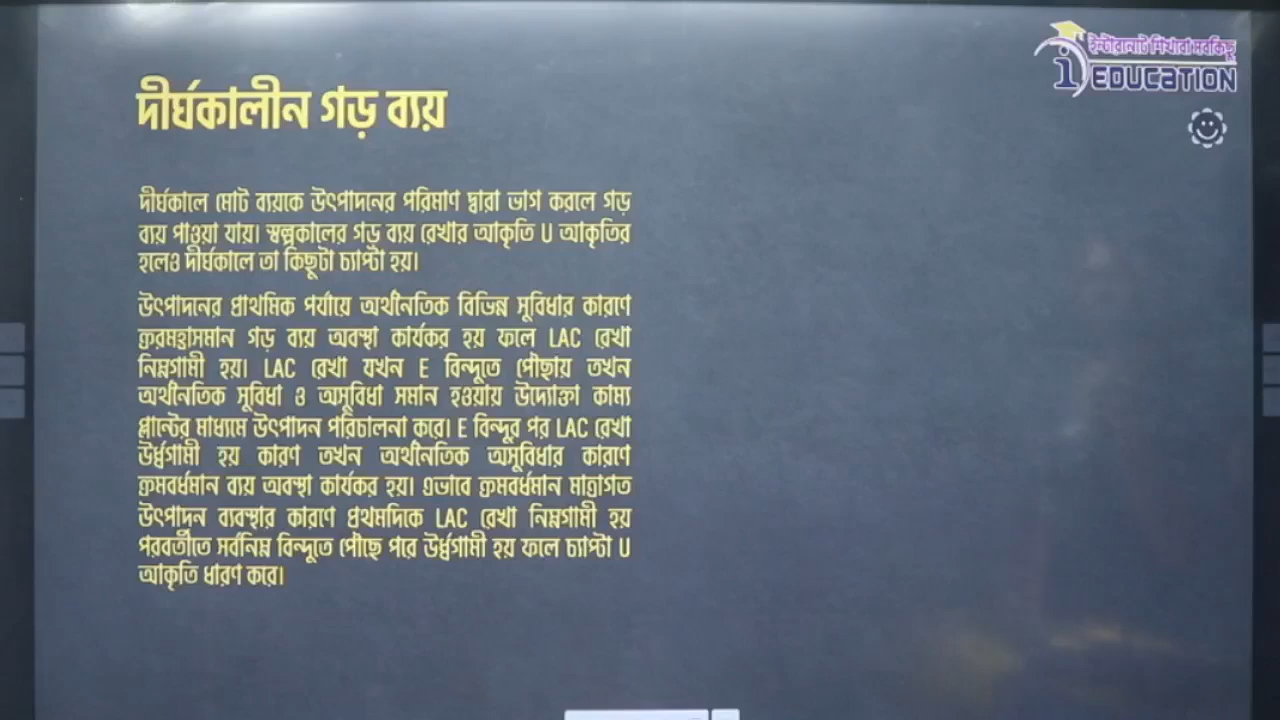 ইন্টারনেট শিখাবে সবকিছু
i EDUCATION
দীর্ঘকালীন গড় ব্যয়
দীর্ঘকালে মোট ব্যয়কে উৎপাদনের পরিমাণ দ্বারা ভাগ করলে গড়
ব্যয় পাওয়া যায়। স্বল্পকালের গড় ব্যয় রেখার আকৃতি U আকৃতির
হলেও দীর্ঘকালে তা কিছুটা চ্যাপ্টা হয়।
উৎপাদনের প্রাথমিক পর্যায়ে অর্থনৈতিক বিভিন্ন সুবিধার কারণে
ক্রমহ্রাসমান গড় ব্যয় অবস্থা কার্যকর হয় ফলে LAC রেখা
নিম্নগামী হয়। LAC রেখা যখন E বিন্দুতে পৌঁছায় তখন
অর্থনৈতিক সুবিধা ও অসুবিধা সমান হওয়ায় উদ্যোক্তা কাম্য
প্লান্টের মাধ্যমে উৎপাদন পরিচালনা করে। E বিন্দুর পর LAC রেখা
উর্ধ্বগামী হয় কারণ তখন অর্থনৈতিক অসুবিধার কারণে
ক্রমবর্ধমান ব্যয় অবস্থা কার্যকর হয়। এভাবে ক্রমবর্ধমান মাত্রাগত
উৎপাদন ব্যবস্থার কারণে প্রথমদিকে LAC রেখা নিম্নগামী হয়
পরবর্তীতে সর্বনিম্ন বিন্দুতে পৌছে পরে উর্ধ্বগামী হয় ফলে চ্যাপ্টা U
আকৃতি ধারণ করে।